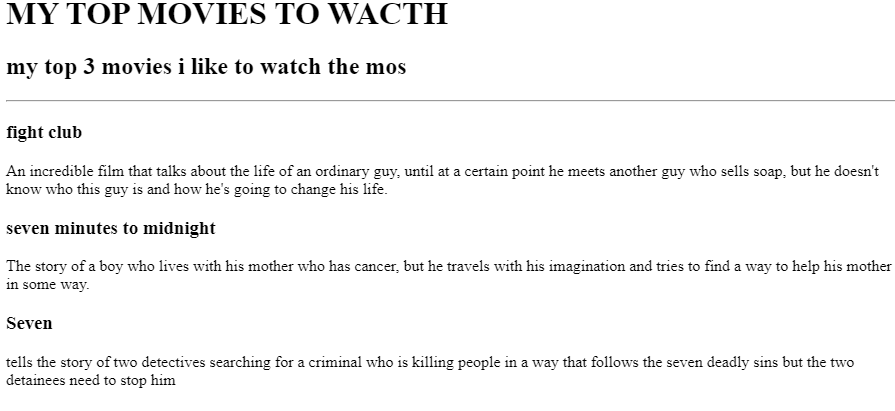 MY TOP MOVIES TO WACTH
my top 3 movies i like to watch the mos
fight club
An incredible film that talks about the life of an ordinary guy, until at a certain point he meets another guy who sells soap, but he doesn't
know who this guy is and how he's going to change his life.
seven minutes to midnight
The story of a boy who lives with his mother who has cancer, but he travels with his imagination and tries to find a way to help his mother
in some way.
Seven
tells the story of two detectives searching for a criminal who is killing people in a way that follows the seven deadly sins but the two
detainees need to stop him